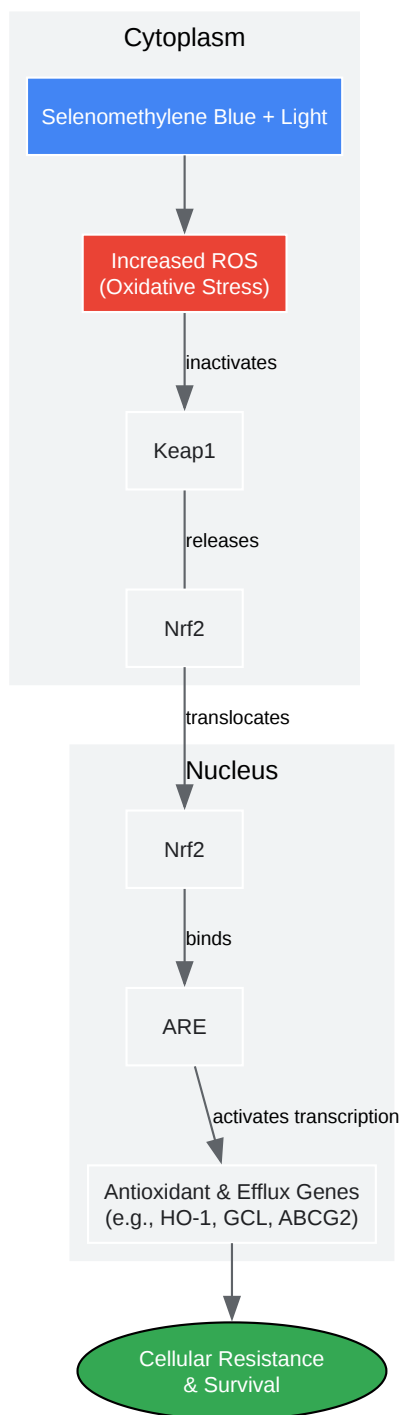 Cytoplasm
Selenomethylene Blue + Light
Increased ROS
(Oxidative Stress)
inactivates
Keap1
releases
Nrf2
translocates
Nucleus
Nrf2
binds
ARE
activates transcription
Antioxidant & Efflux Genes
(e.g., HO-1, GCL, ABCG2)
Cellular Resistance
& Survival